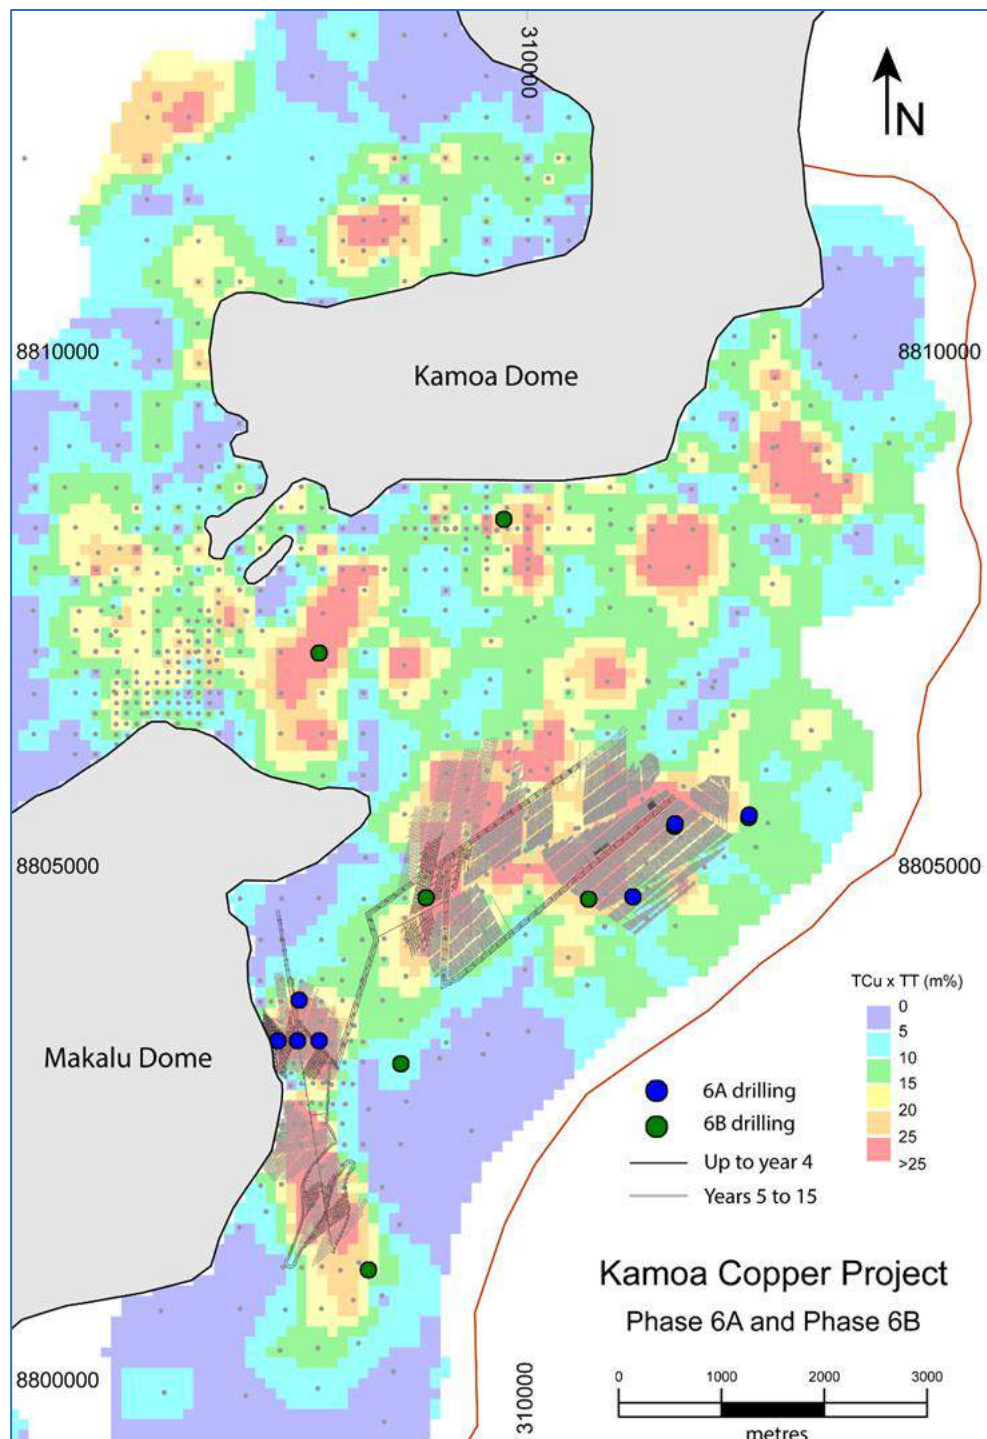 310000
N
8810000
8810000
Kamoa Dome
8805000
8805000
TCu x TT (m%)
0
5
10
15
20
25
>25
Makalu Dome
6A drilling
6B drilling
Up to year 4
Years 5 to 15
Kamoa Copper Project
Phase 6A and Phase 6B
8800000
310000
0
1000
2000
3000
metres